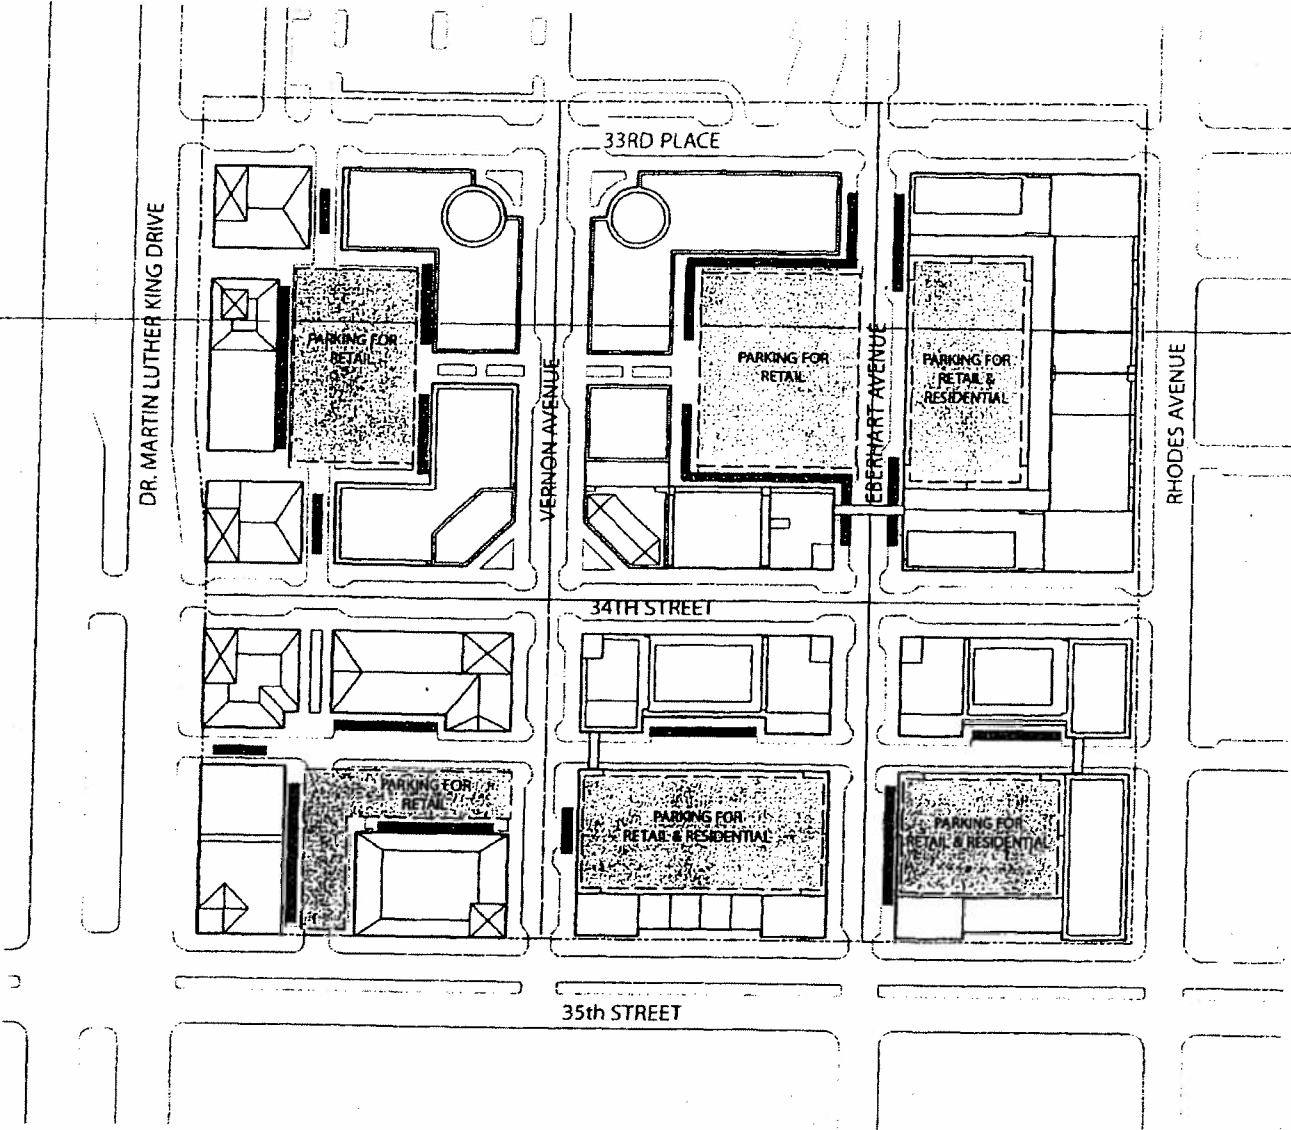 33RD PLACE
DR. MARTIN LUTHER KING DRIVE
PARKING FOR
RETAIL
VERNON AVENUE
PARKING FOR
RETAIL
EBERHART AVENUE
PARKING FOR
RETAIL &
RESIDENTIAL
RHODES AVENUE
34TH STREET
PARKING FOR
RETAIL
PARKING FOR
RETAIL & RESIDENTIAL
PARKING FOR
RETAIL & RESIDENTIAL
35th STREET